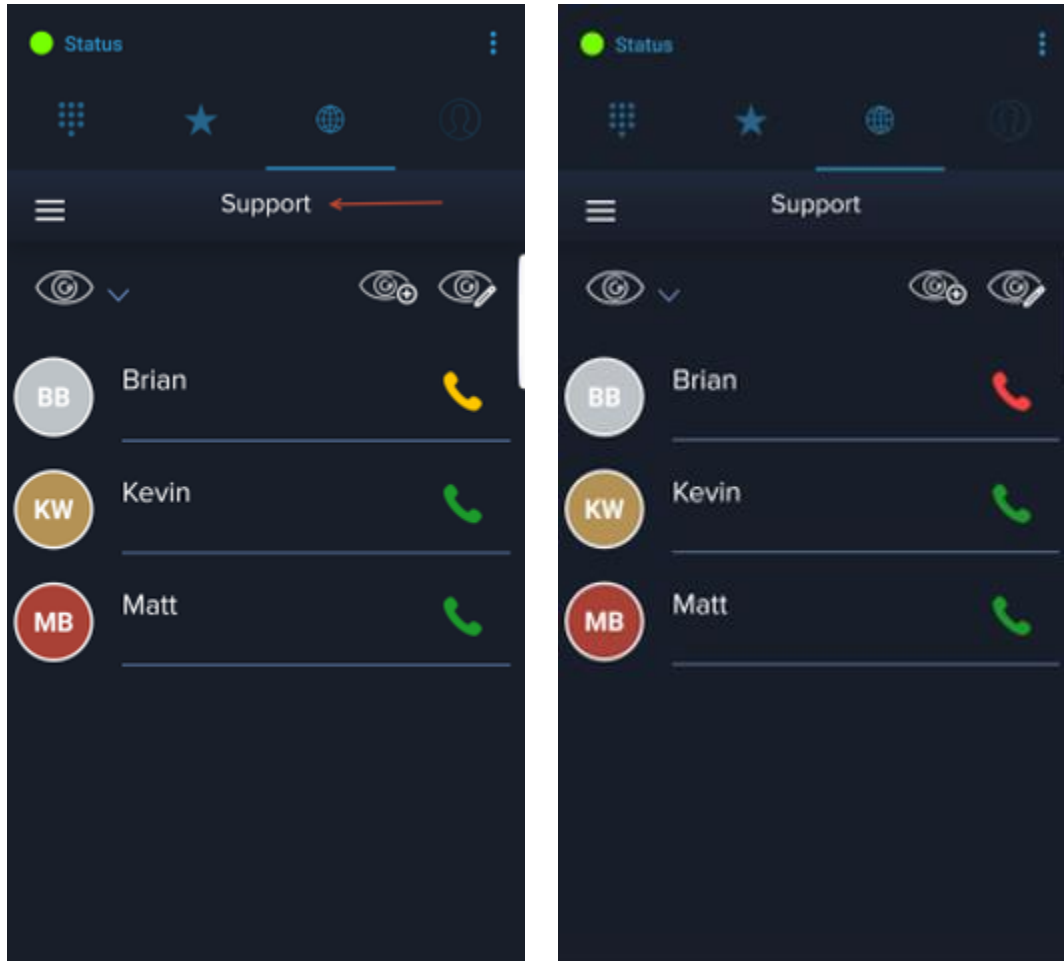 Status
Support
BB
Brian
KW
Kevin
MB
Matt
Status
Support
BB
Brian
KW
Kevin
MB
Matt